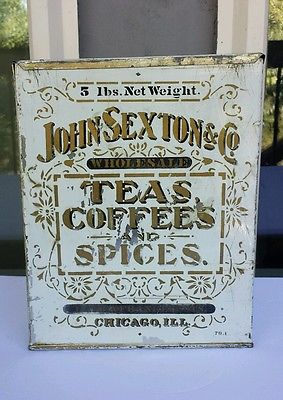 5 lbs. Net Weight.
JOHN SEXTON & CO
WHOLESALE
TEAS
COFFEES
AND
SPICES.
CHICAGO, ILL.